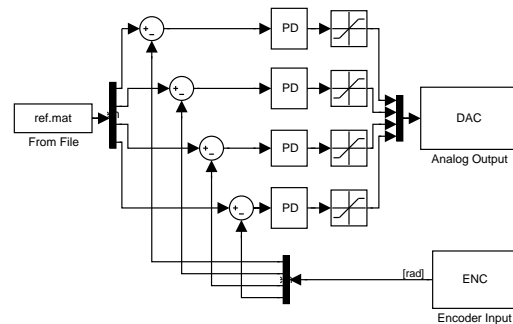 PD
PD
ref.mat
DAC
From File
PD
Analog Output
PD
[rad]
ENC
Encoder Input